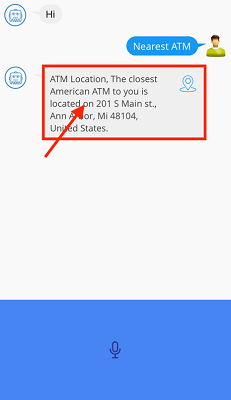 Hi
Nearest ATM
ATM Location, The closest
American ATM to you is
located on 201 S Main st.,
Ann Arbor, Mi 48104,
United States.